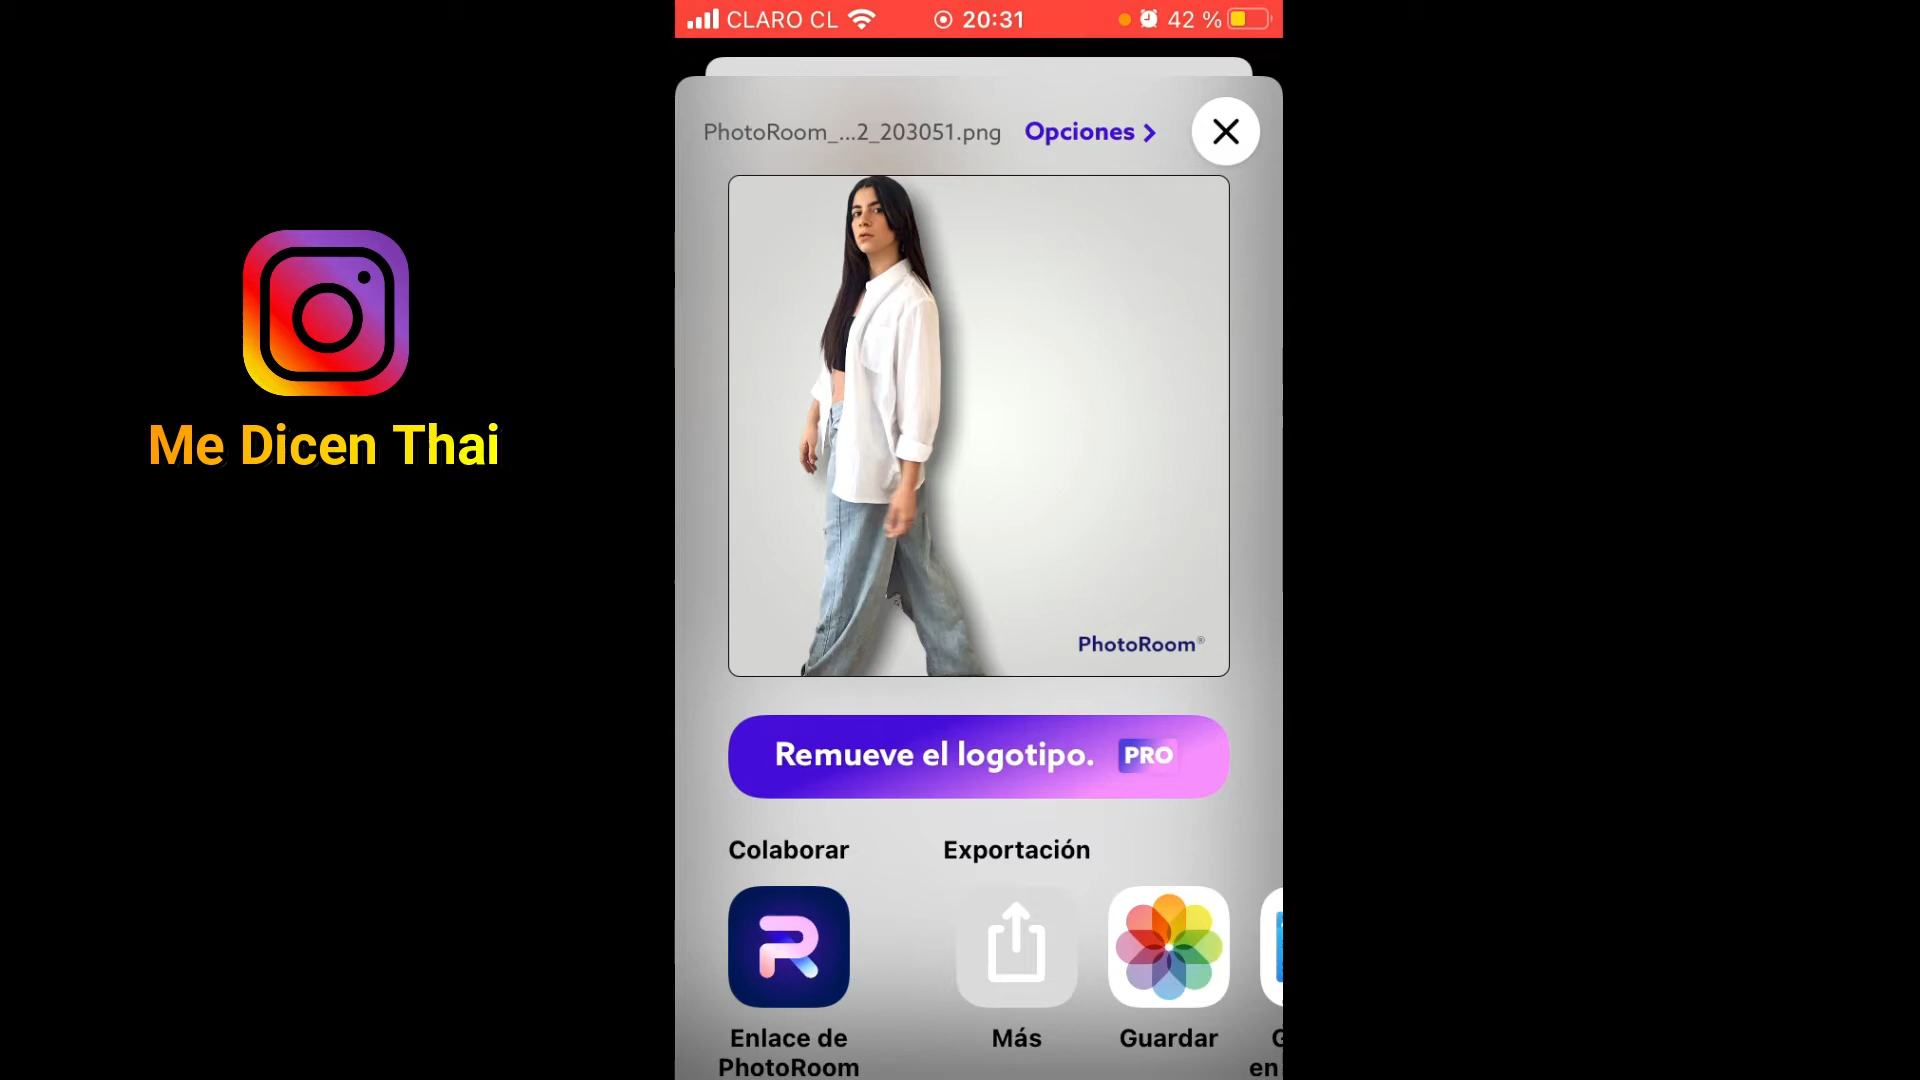 CLARO CL 20:31 42 %
PhotoRoom_...2_203051.png Opciones
PhotoRoom®
Me Dicen Thai
Remueve el logotipo. PRO
Colaborar Exportación
Enlace de PhotoRoom
Más
Guardar
en